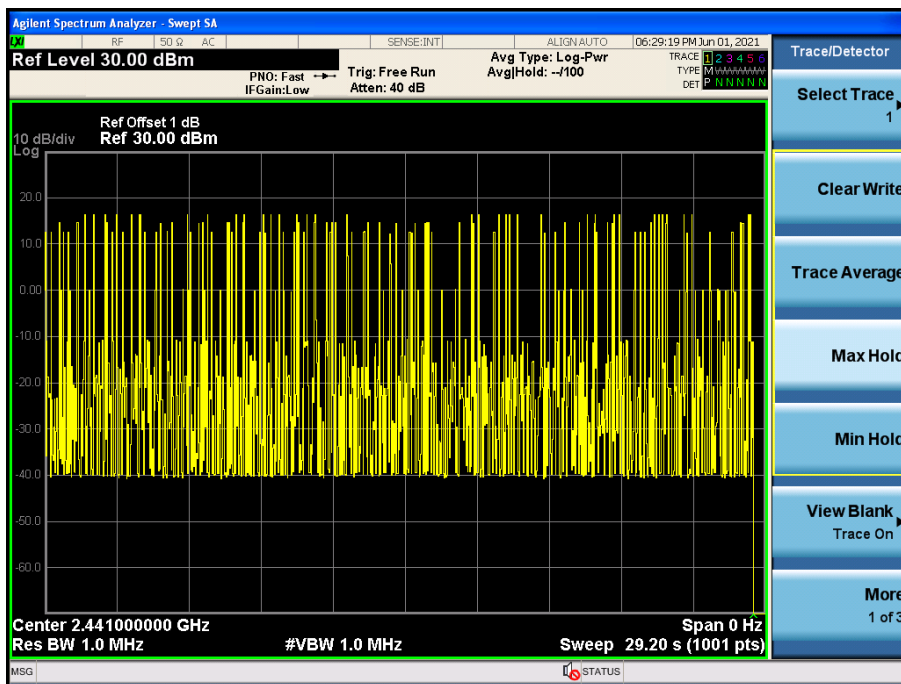 Agilent Spectrum Analyzer - Swept SA
LXI RF 50 Ω AC SENSE:INT ALIGN AUTO 06:29:19 PM Jun 01, 2021
Ref Level 30.00 dBm
PNO: Fast
IFGain:Low
Trig: Free Run
Atten: 40 dB
Avg Type: Log-Pwr
Avg|Hold: --/100
TRACE 1 2 3 4 5 6
TYPE M
DET P N N N N N
Ref Offset 1 dB
10 dB/div Ref 30.00 dBm
Log
20.0
10.0
0.00
-10.0
-20.0
-30.0
-40.0
-50.0
-60.0
Center 2.441000000 GHz Span 0 Hz
Res BW 1.0 MHz #VBW 1.0 MHz Sweep 29.20 s (1001 pts)
MSG STATUS
Trace/Detector
Select Trace
1
Clear Write
Trace Average
Max Hold
Min Hold
View Blank
Trace On
More
1 of 3